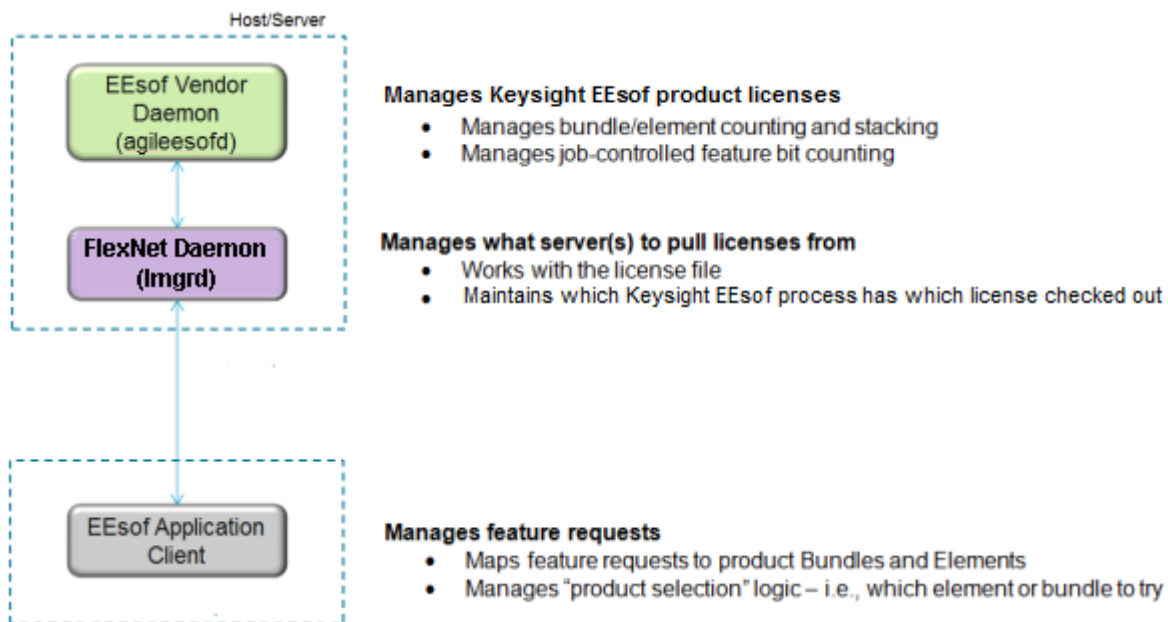 Host/Server
EEsof Vendor
Daemon
(agileesofd)
Manages Keysight EEsof product licenses
• Manages bundle/element counting and stacking
• Manages job-controlled feature bit counting
FlexNet Daemon
(lmgrd)
Manages what server(s) to pull licenses from
• Works with the license file
• Maintains which Keysight EEsof process has which license checked out
EEsof Application
Client
Manages feature requests
• Maps feature requests to product Bundles and Elements
• Manages “product selection” logic – i.e., which element or bundle to try